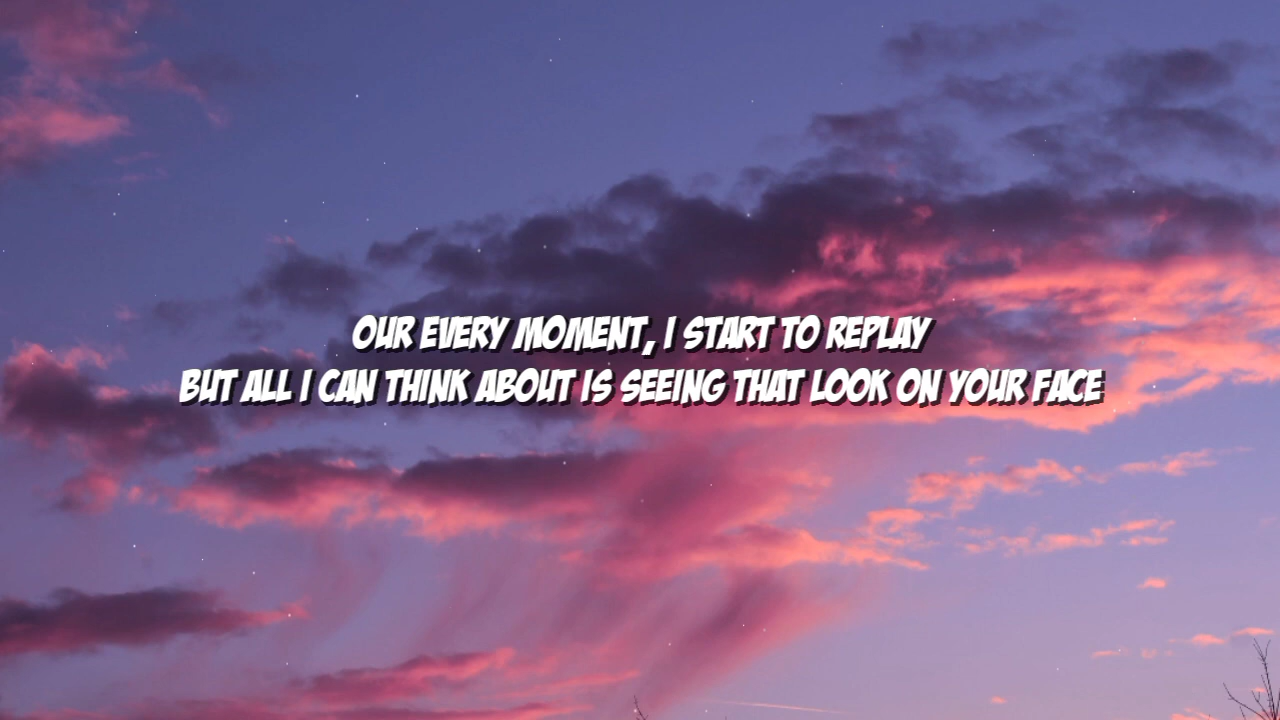 OUR EVERY MOMENT, I START TO REPLAY
BUT ALL I CAN THINK ABOUT IS SEEING THAT LOOK ON YOUR FACE